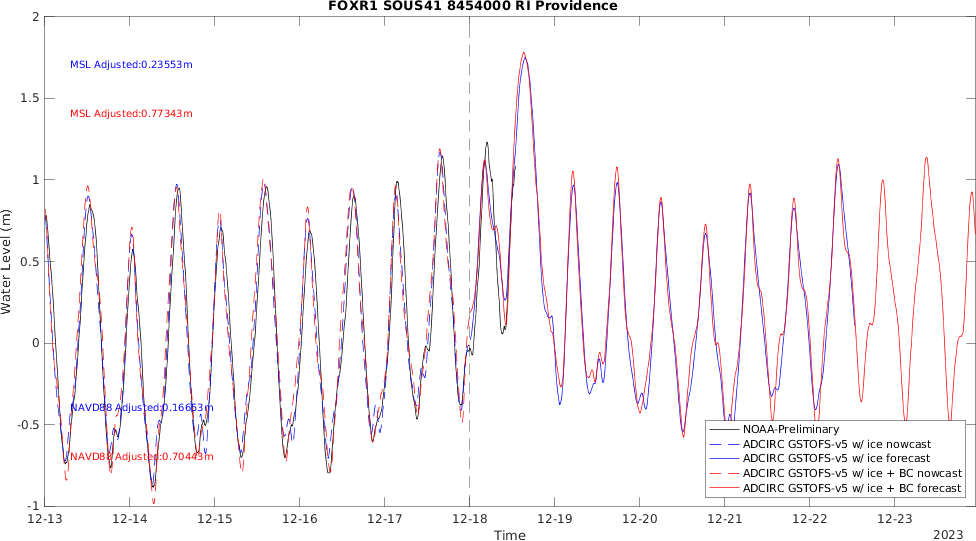 FOXR1 SOUS41 8454000 RI Providence
2
1.5
1
0.5
0
-0.5
-1
Water Level (m)
MSL Adjusted:0.23553m
MSL Adjusted:0.77343m
NAVD88 Adjusted:0.16653m
NAVD88 Adjusted:0.70443m
NOAA-Preliminary
ADCIRC GSTOFS-v5 w/ ice nowcast
ADCIRC GSTOFS-v5 w/ ice forecast
ADCIRC GSTOFS-v5 w/ ice + BC nowcast
ADCIRC GSTOFS-v5 w/ ice + BC forecast
12-13 12-14 12-15 12-16 12-17 12-18 12-19 12-20 12-21 12-22 12-23
Time
2023